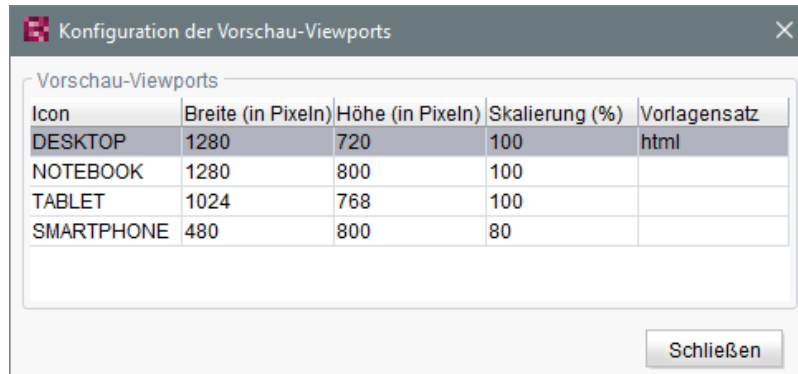 Konfiguration der Vorschau-Viewports
Vorschau-Viewports
Icon Breite (in Pixeln) Höhe (in Pixeln) Skalierung (%) Vorlagensatz
DESKTOP 1280 720 100 html
NOTEBOOK 1280 800 100
TABLET 1024 768 100
SMARTPHONE 480 800 80
Schließen